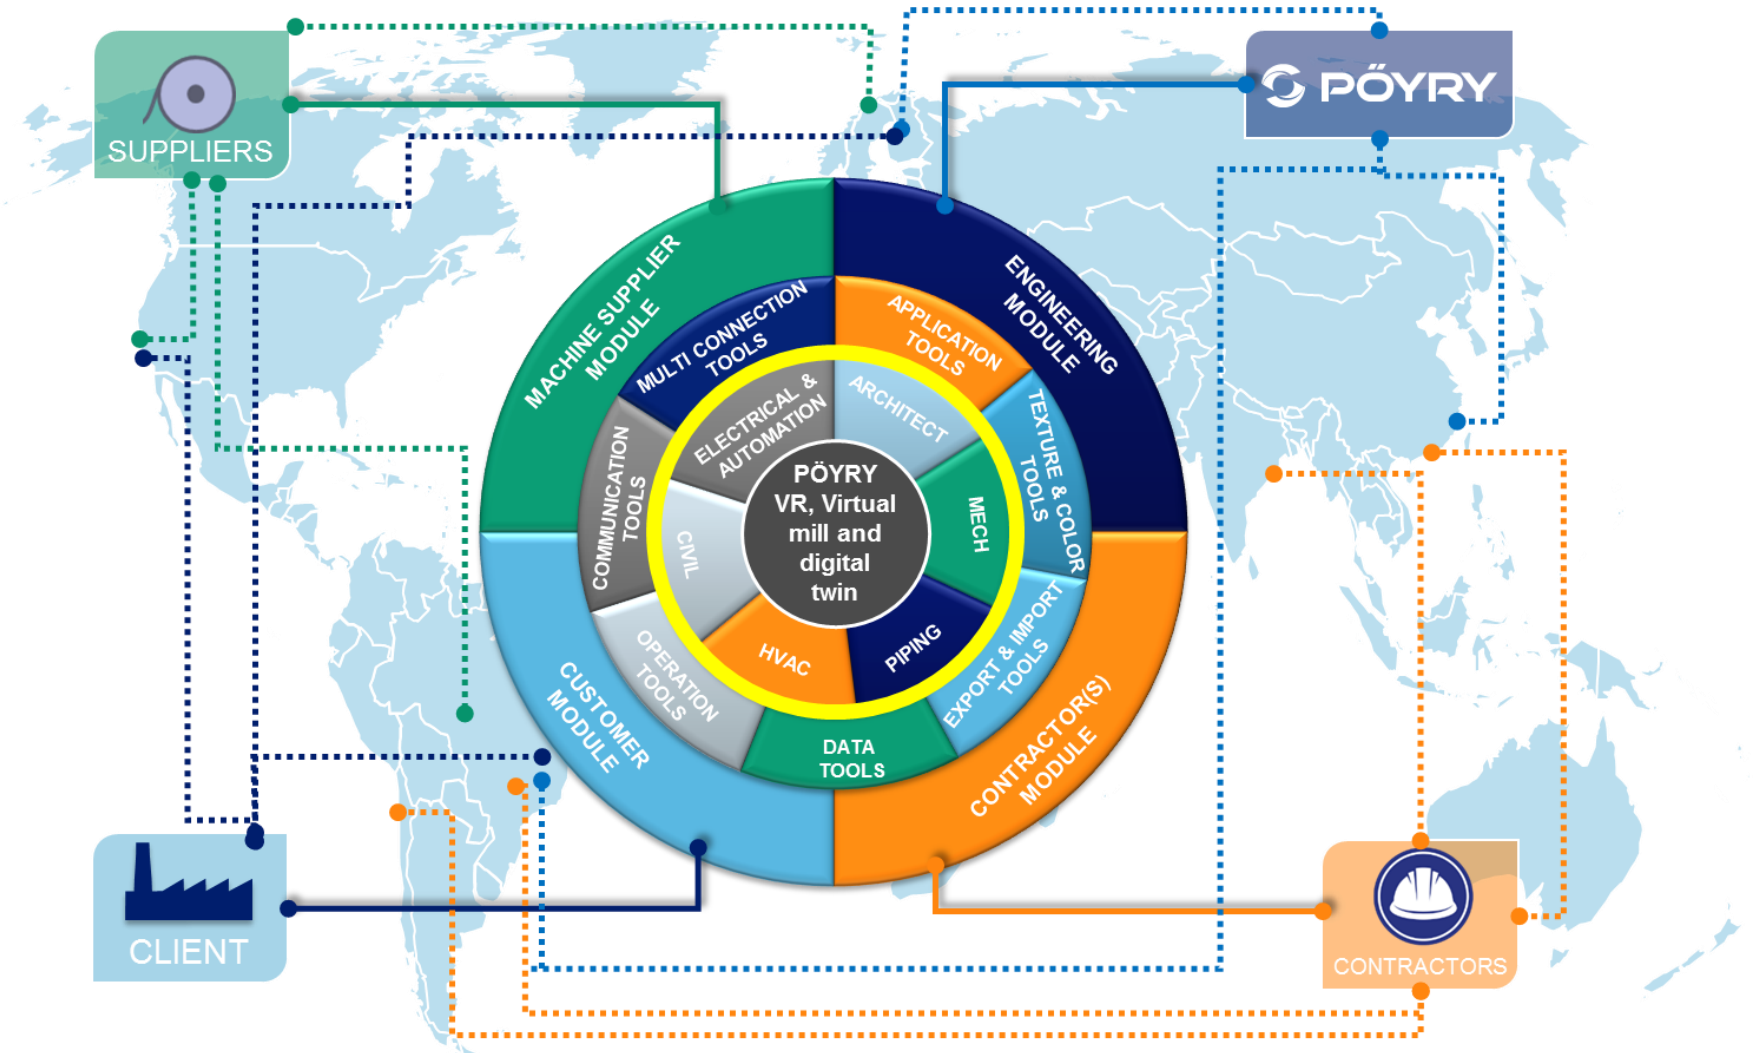 SUPPLIERS
PÖYRY
MACHINE SUPPLIER
MODULE
ENGINEERING
MODULE
MULTI CONNECTION
TOOLS
APPLICATION
TOOLS
ELECTRICAL &
AUTOMATION
ARCHITECT
TEXTURE & COLOR
TOOLS
COMMUNICATION
TOOLS
PÖYRY
VR, Virtual
mill and
digital
twin
MECH
CIVIL
PIPING
HVAC
EXPORT & IMPORT
TOOLS
OPERATION
TOOLS
CUSTOMER
MODULE
DATA
TOOLS
CONTRACTOR(S)
MODULE
CLIENT
CONTRACTORS